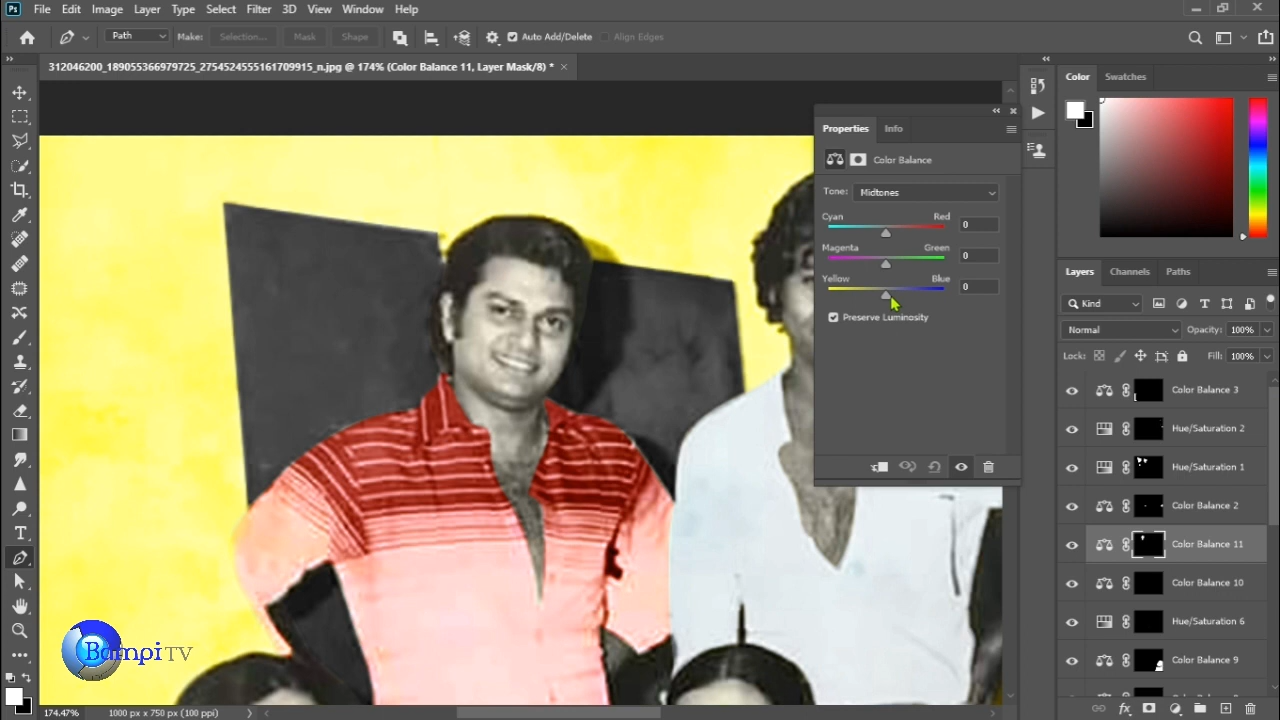 Ps File Edit Image Layer Type Select Filter 3D View Window Help
Path Make: Selection... Mask Shape Auto Add/Delete Align Edges
312046200_189055366979725_2754524555161709915_n.jpg @ 174% (Color Balance 11, Layer Mask/8) * ×
Color Swatches
Properties Info
Color Balance
Tone: Midtones
Cyan Red 0
Magenta Green 0
Yellow Blue 0
Preserve Luminosity
Layers Channels Paths
Kind
Normal Opacity: 100%
Lock: Fill: 100%
Color Balance 3
Hue/Saturation 2
Hue/Saturation 1
Color Balance 2
Color Balance 11
Color Balance 10
Hue/Saturation 6
Color Balance 9
Bampi TV
174.47% 1000 px x 750 px (100 ppi)
fx